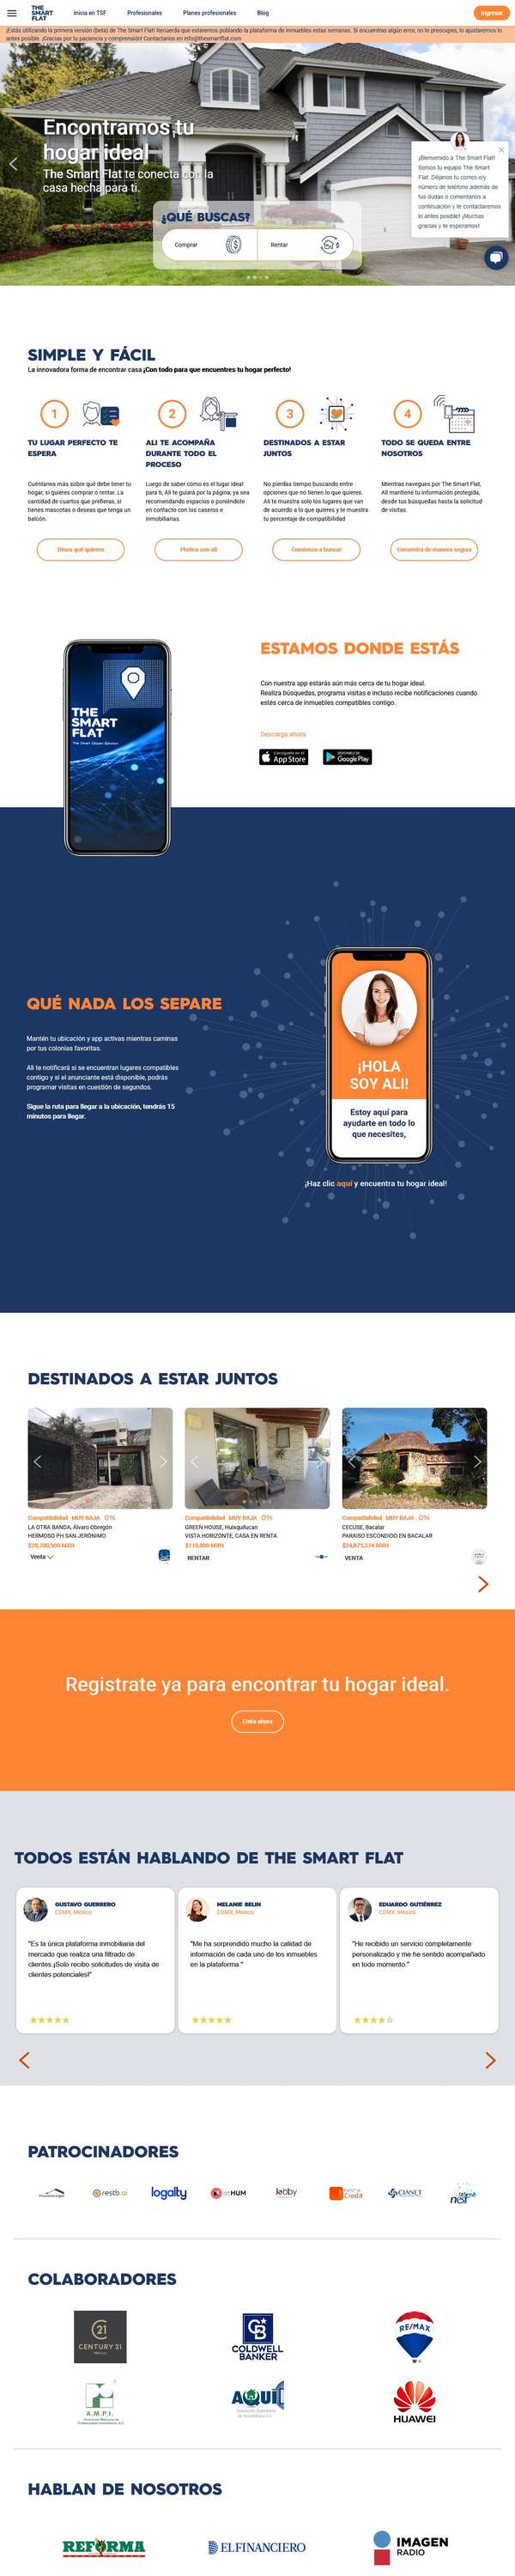 THE
SMART
FLAT
Inicia en TSF
Profesionales
Planes profesionales
Blog
Ingresar
¡Estás utilizando la primera versión (beta) de The Smart Flat! Recuerda que estaremos poblando la plataforma de inmuebles estas semanas. Si encuentras algún error, no te preocupes, lo ajustaremos lo
antes posible. ¡Gracias por tu paciencia y comprensión! Contáctanos en info@thesmartflat.com
Encontramos tu
hogar ideal
The Smart Flat te conecta con la
casa hecha para ti.
¿QUÉ BUSCAS?
Comprar
Rentar
¡Bienvenido a The Smart Flat!
Somos tu equipo The Smart
Flat. Déjanos tu correo o/y
número de teléfono además de
tus dudas o comentarios a
continuación y te contactaremos
lo antes posible! ¡Muchas
gracias y te esperamos!
SIMPLE Y FÁCIL
La innovadora forma de encontrar casa ¡Con todo para que encuentres tu hogar perfecto!
1
TU LUGAR PERFECTO TE
ESPERA
Cuéntanos más sobre qué debe toner tu
hogar, si quieres comprar o rentar. La
cantidad de cuartos que prefieras, si
tienes mascotas o deseas que tenga un
balcón.
Dinos qué quieres
2
ALI TE ACOMPAÑA
DURANTE TODO EL
PROCESO
Luego de saber como es el lugar ideal
para ti, Ali te guiará por la página; ya sea
recomendando espacios o poniéndote
en contacto con los caseros e
inmobiliarias.
Platica con ali
3
DESTINADOS A ESTAR
JUNTOS
No pierdas tiempo buscando entre
opciones que no tienen lo que quieres.
Ali te muestra solo los lugares que van
de acuerdo a lo que quieres y te muestra
tu percentaje de compatibilidad
Comienza a buscar
4
TODO SE QUEDA ENTRE
NOSOTROS
Mientras navegues por The Smart Flat,
Ali mantiene tu información protegida,
desde tus búsquedas hasta la solicitud
de visitas.
Encuentra de manera segura
THE
SMART
FLAT
ESTAMOS DONDE ESTÁS
Con nuestra app estarás aún más cerca de tu hogar ideal.
Realiza búsquedas, programa visitas e incluso recibe notificaciones cuando
estés cerca de inmuebles compatibles contigo.
Descarga ahora
App Store
Google Play
QUÉ NADA LOS SEPARE
Mantén tu ubicación y app activas mientras caminas
por tus colonias favoritas.
Ali te notificará si se encuentran lugares compatibles
contigo y si el anunciante está disponible, podrás
programar visitas en cuestión de segundos.
Sigue la ruta para llegar a la ubicación, tendrás 15
minutos para llegar.
¡HOLA
SOY ALI!
Estoy aquí para
ayudarte en todo lo
que necesites,
¡Haz clic aquí y encuentra tu hogar ideal!
DESTINADOS A ESTAR JUNTOS
Compatibilidad MUY BAJA 0%
LA OTRA BANDA, Álvaro Obregón
HERMOSO PH SAN JERÓNIMO
$28,700,000 MXN
Venta
Compatibilidad MUY BAJA 0%
GREEN HOUSE, Huixquilucan
VISTA HORIZONTE, CASA EN RENTA
$110,000 MXN
RENTAR
Compatibilidad MUY BAJA 0%
CECUSE, Bacalar
PARAISO ESCONDIDO EN BACALAR
$24,875,374 MXN
VENTA
Registrate ya para encontrar tu hogar ideal.
Entra ahora
TODOS ESTÁN HABLANDO DE THE SMART FLAT
GUSTAVO GUERRERO
CDMX, México
"Es la única plataforma inmobiliaria del
mercado que realiza una filtrado de
clientes ¡Solo recibo solicitudes de visita de
clientes potenciales!"
MELANIE BELIN
CDMX, Mexico
"Me ha sorprendido mucho la calidad de
información de cada uno de los inmuebles
en la plataforma."
EDUARDO GUTIÉRREZ
CDMX, Mexico
"He recibido un servicio completamente
personalizado y me he sentido acompañado
en todo momento."
PATROCINADORES
restb.ai
logalty
atHUM
lobby
Credit
CIANET
COLABORADORES
21
CENTURY 21
CB
COLDWELL
BANKER
RE/MAX
A.M.P.I.
AQUÍ
HUAWEI
HABLAN DE NOSOTROS
REFORMA
EL FINANCIERO
IMAGEN
RADIO